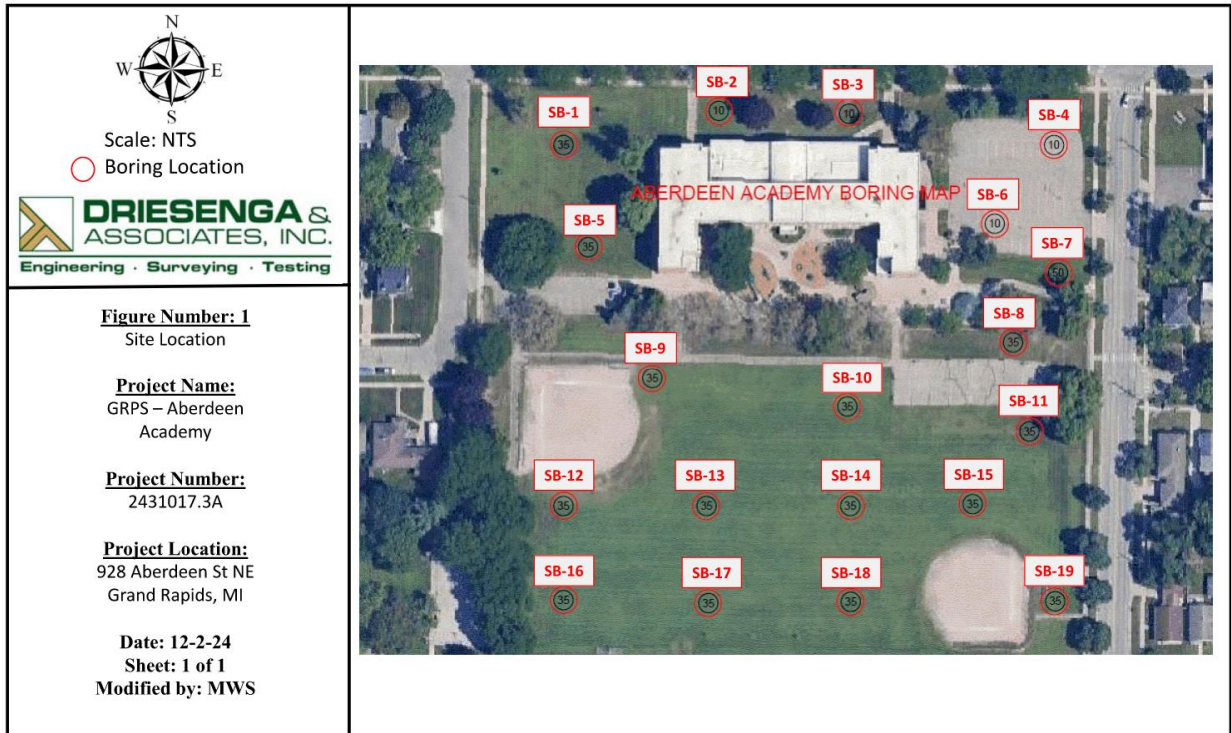 N
W E
S
Scale: NTS
Boring Location
DRIESENGA &
ASSOCIATES, INC.
Engineering · Surveying · Testing
Figure Number: 1
Site Location
Project Name:
GRPS – Aberdeen
Academy
Project Number:
2431017.3A
Project Location:
928 Aberdeen St NE
Grand Rapids, MI
Date: 12-2-24
Sheet: 1 of 1
Modified by: MWS
ABERDEEN ACADEMY BORING MAP
SB-1
35
SB-2
10
SB-3
10
SB-4
10
SB-5
35
SB-6
10
SB-7
50
SB-8
35
SB-9
35
SB-10
35
SB-11
35
SB-12
35
SB-13
35
SB-14
35
SB-15
35
SB-16
35
SB-17
35
SB-18
35
SB-19
35